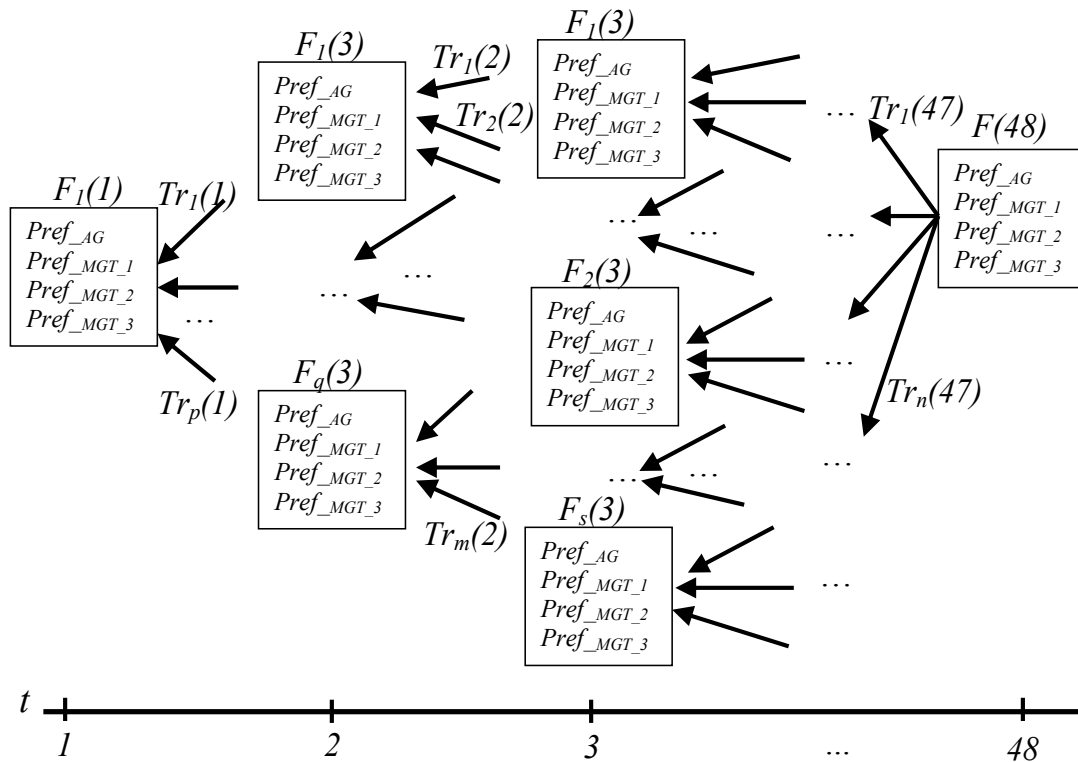 F₁(3)
Pref_AG
Pref_MGT_1
Pref_MGT_2
Pref_MGT_3
Tr₁(2)
Tr₂(2)
F₁(3)
Pref_AG
Pref_MGT_1
Pref_MGT_2
Pref_MGT_3
...
Tr₁(47)
F(48)
Pref_AG
Pref_MGT_1
Pref_MGT_2
Pref_MGT_3
F₁(1)
Pref_AG
Pref_MGT_1
Pref_MGT_2
Pref_MGT_3
Tr₁(1)
...
Trₚ(1)
...
...
...
...
...
F₂(3)
Pref_AG
Pref_MGT_1
Pref_MGT_2
Pref_MGT_3
...
Trₙ(47)
F_q(3)
Pref_AG
Pref_MGT_1
Pref_MGT_2
Pref_MGT_3
Trₘ(2)
...
...
...
Fₛ(3)
Pref_AG
Pref_MGT_1
Pref_MGT_2
Pref_MGT_3
...
t
1 2 3 ... 48